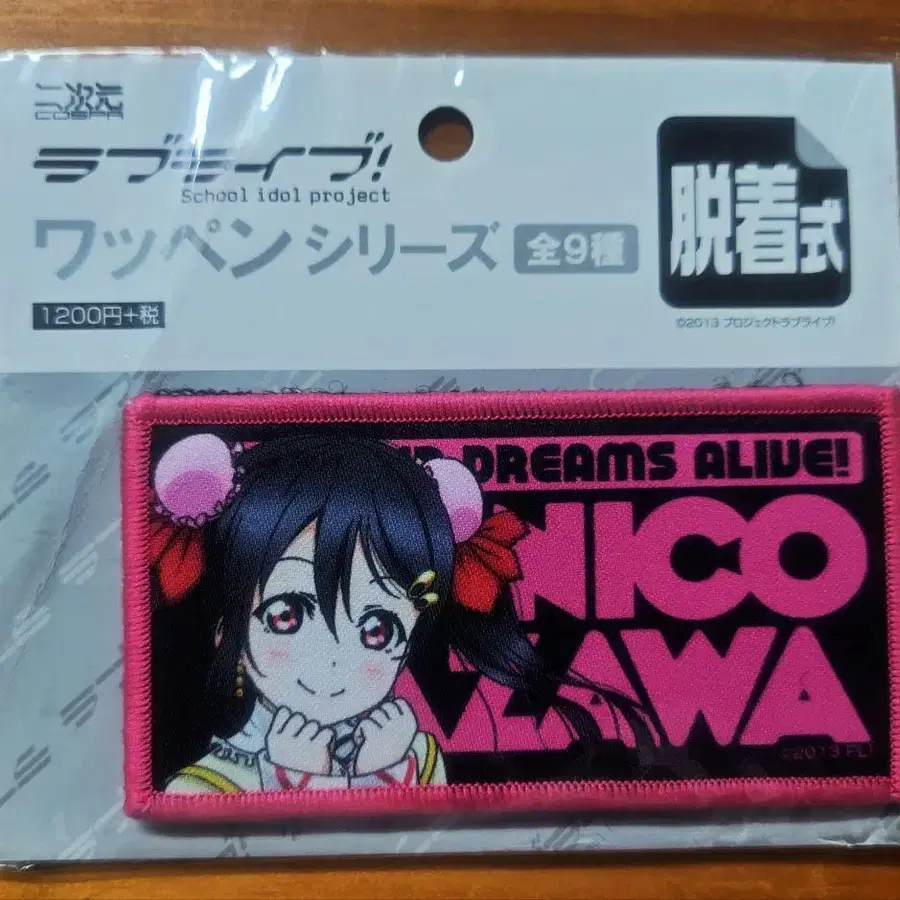 二次元
COSPA
ラブライブ!
School idol project
ワッペンシリーズ 全9種
1200円+税
脱着式
©2013 プロジェクトラブライブ!
DREAMS ALIVE!
NICO
AZAWA
©2013 PL